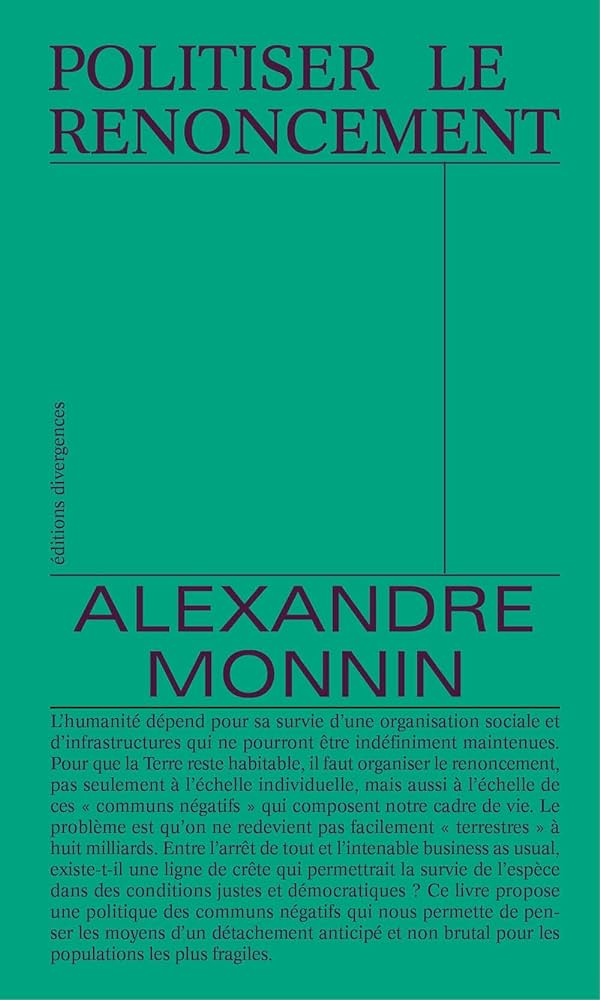 POLITISER LE
RENONCEMENT
éditions divergences
ALEXANDRE
MONNIN
L’humanité dépend pour sa survie d’une organisation sociale et
d’infrastructures qui ne pourront être indéfiniment maintenues.
Pour que la Terre reste habitable, il faut organiser le renoncement,
pas seulement à l’échelle individuelle, mais aussi à l’échelle de
ces « communs négatifs » qui composent notre cadre de vie. Le
problème est qu’on ne redevient pas facilement « terrestres » à
huit milliards. Entre l’arrêt de tout et l’intenable business as usual,
existe-t-il une ligne de crête qui permettrait la survie de l’espèce
dans des conditions justes et démocratiques ? Ce livre propose
une politique des communs négatifs qui nous permette de pen-
ser les moyens d’un détachement anticipé et non brutal pour les
populations les plus fragiles.